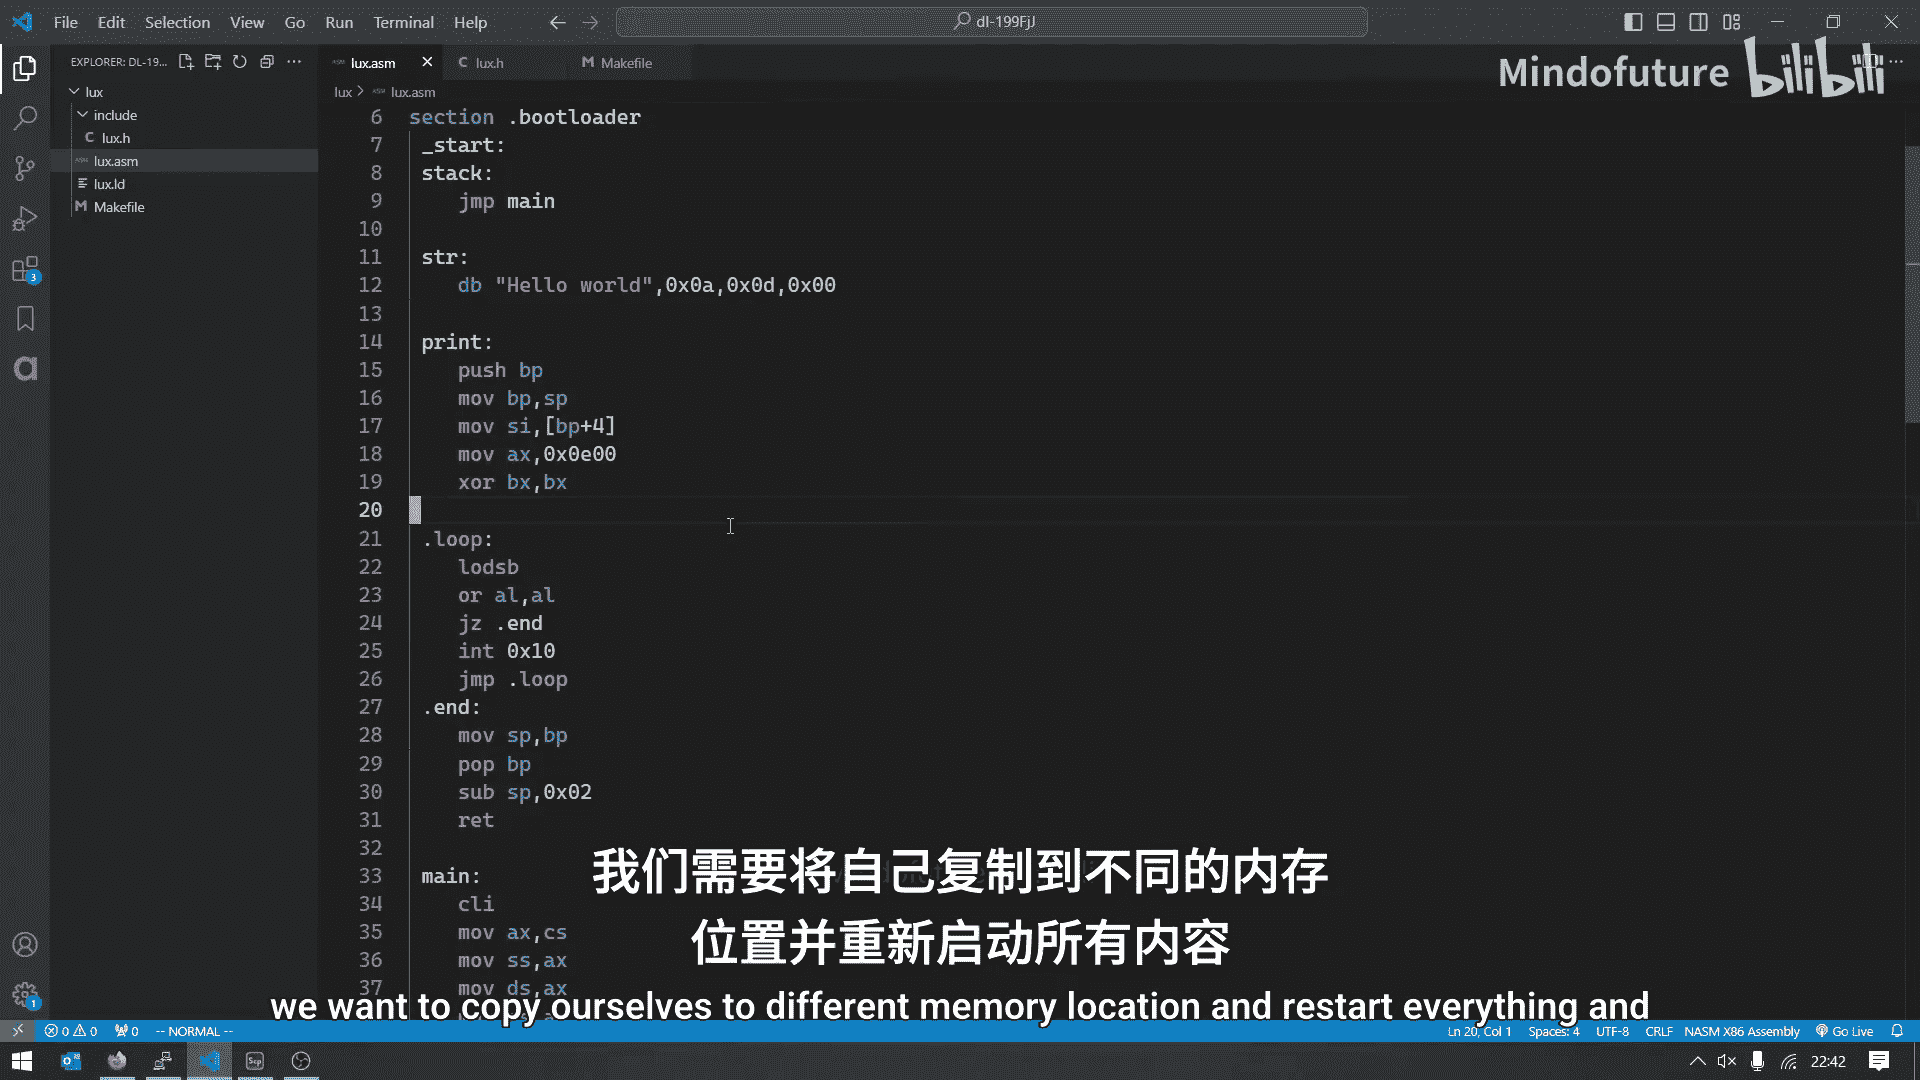 File Edit Selection View Go Run Terminal Help
dl-199FjJ
EXPLORER: DL-19...
lux
include
lux.h
lux.asm
lux.ld
Makefile
lux.asm
lux.h
Makefile
Mindofuture bilibili
lux > lux.asm
6 section .bootloader
7 _start:
8 stack:
9 jmp main
10
11 str:
12 db "Hello world",0x0a,0x0d,0x00
13
14 print:
15 push bp
16 mov bp,sp
17 mov si,[bp+4]
18 mov ax,0x0e00
19 xor bx,bx
20
21 .loop:
22 lodsb
23 or al,al
24 jz .end
25 int 0x10
26 jmp .loop
27 .end:
28 mov sp,bp
29 pop bp
30 sub sp,0x02
31 ret
32
33 main:
34 cli
35 mov ax,cs
36 mov ss,ax
37 mov ds,ax
我们需要将自己复制到不同的内存
位置并重新启动所有内容
we want to copy ourselves to different memory location and restart everything and
0 0 0 -- NORMAL --
Ln 20, Col 1 Spaces: 4 UTF-8 CRLF NASM X86 Assembly Go Live
22:42